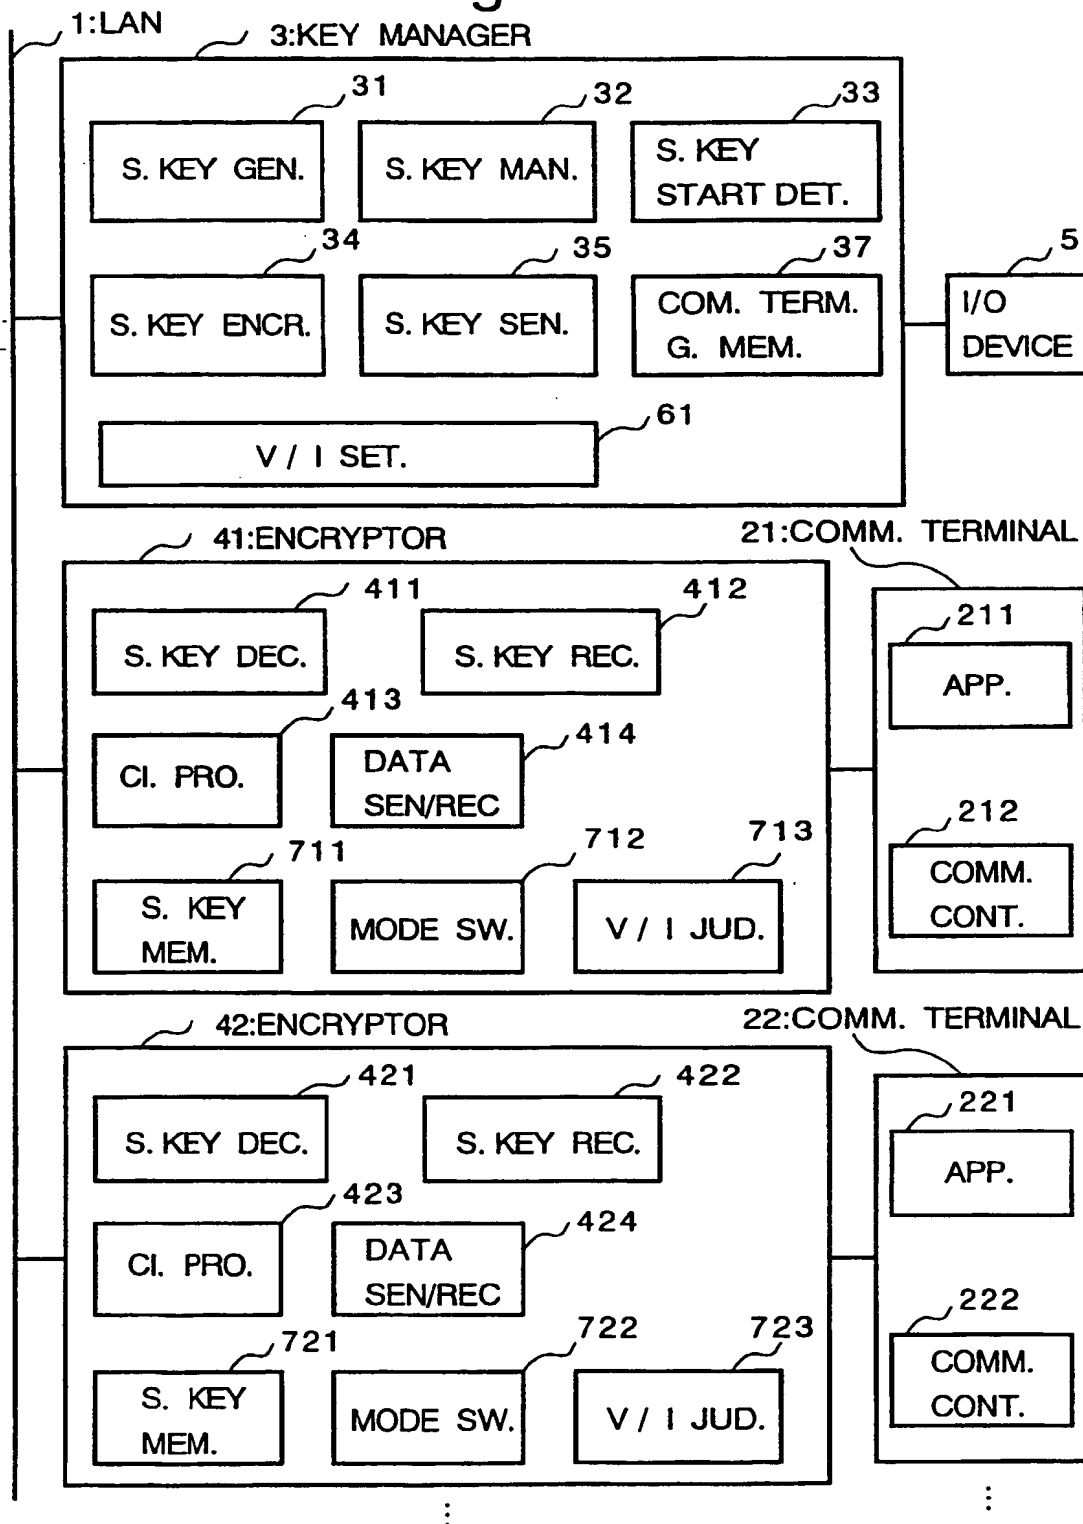 g
1:LAN
3:KEY MANAGER
31
32
33
S. KEY GEN.
S. KEY MAN.
S. KEY
START DET.
34
35
37
5
S. KEY ENCR.
S. KEY SEN.
COM. TERM.
G. MEM.
I/O
DEVICE
61
V / I SET.
41:ENCRYPTOR
21:COMM. TERMINAL
411
412
211
S. KEY DEC.
S. KEY REC.
APP.
413
414
CI. PRO.
DATA
SEN/REC
711
712
713
212
S. KEY
MEM.
MODE SW.
V / I JUD.
COMM.
CONT.
42:ENCRYPTOR
22:COMM. TERMINAL
421
422
221
S. KEY DEC.
S. KEY REC.
APP.
423
424
CI. PRO.
DATA
SEN/REC
721
722
723
222
S. KEY
MEM.
MODE SW.
V / I JUD.
COMM.
CONT.